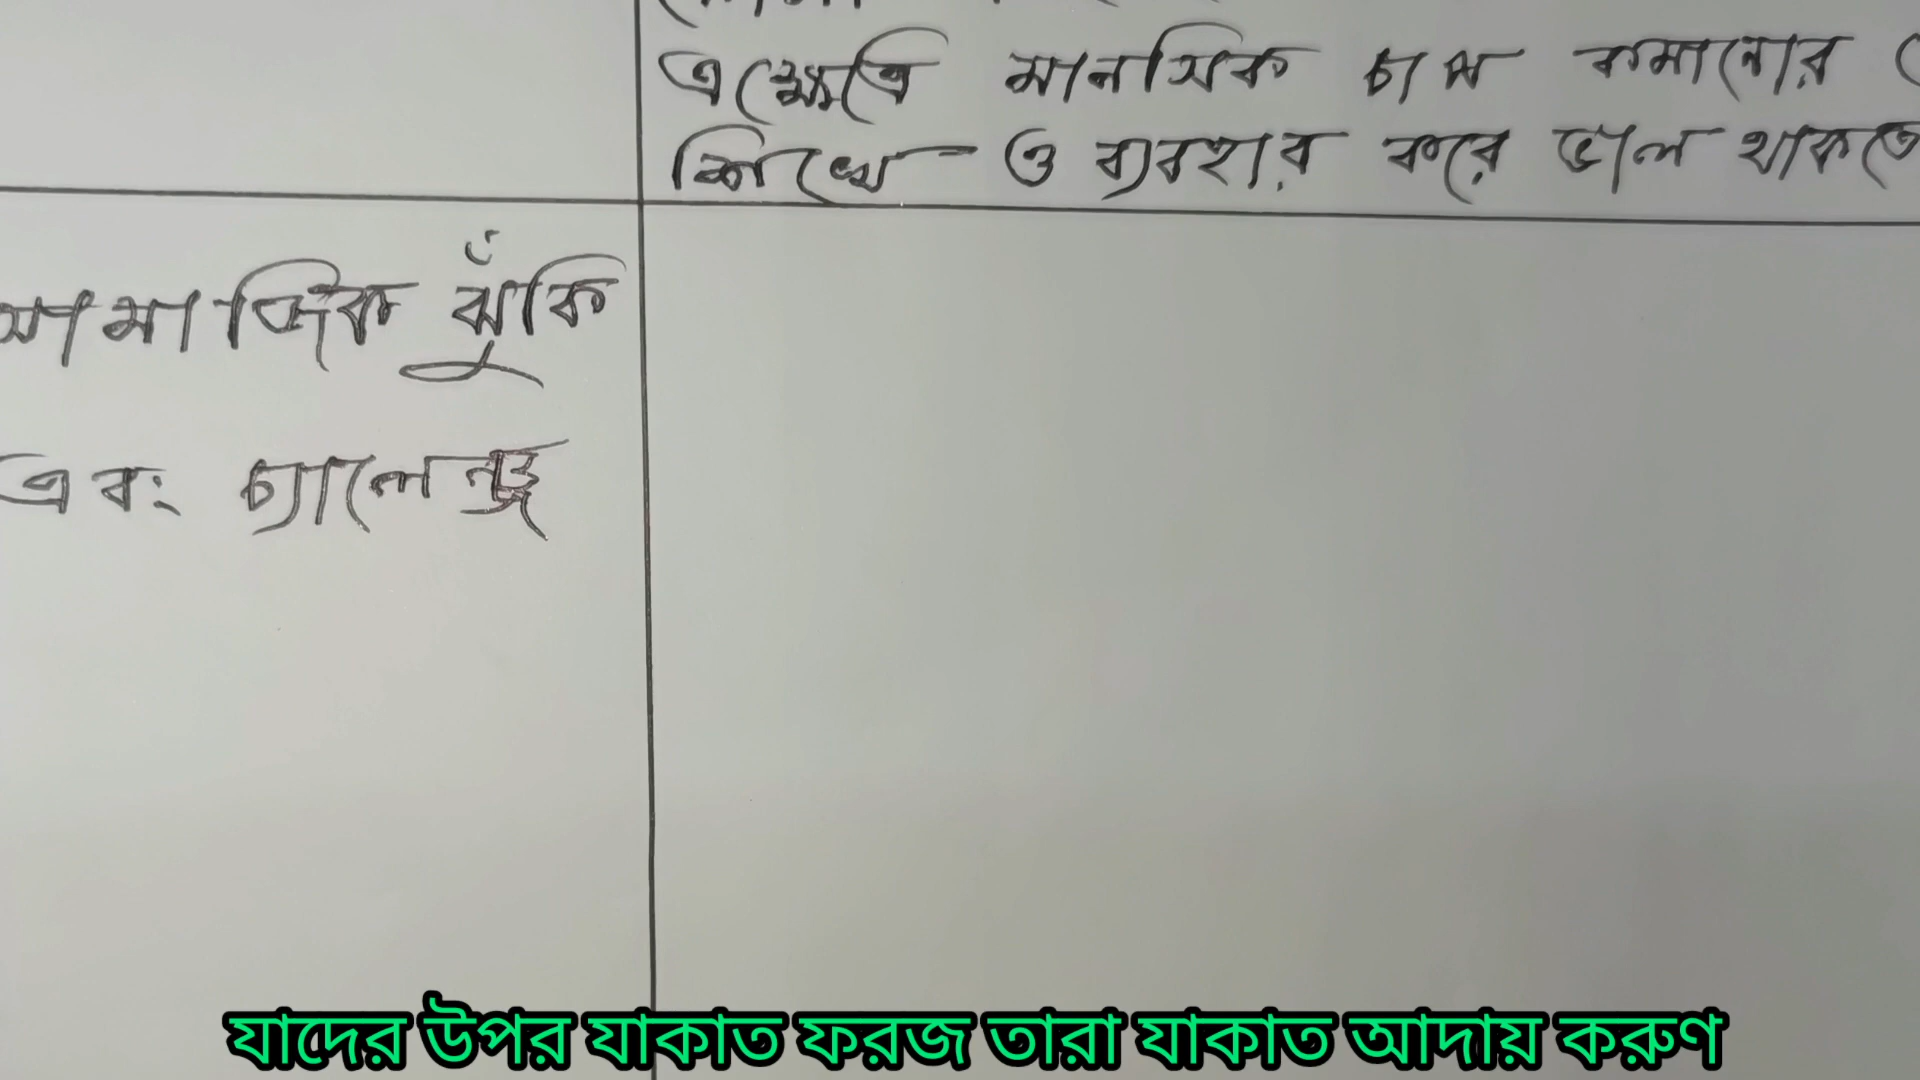 এক্ষেত্রে মানসিক চাপ কমানোর
শিখে ও ব্যবহার করে ভাল থাকতে
সামাজিক ঝুঁকি
এবং চ্যালেন্জ
যাদের উপর যাকাত ফরজ তারা যাকাত আদায় করুণ